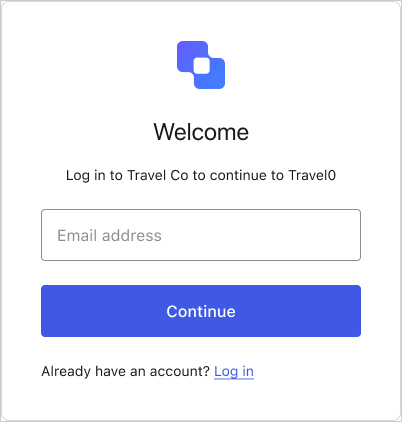 Welcome
Log in to Travel Co to continue to Travel0
Email address
Continue
Already have an account? Log in